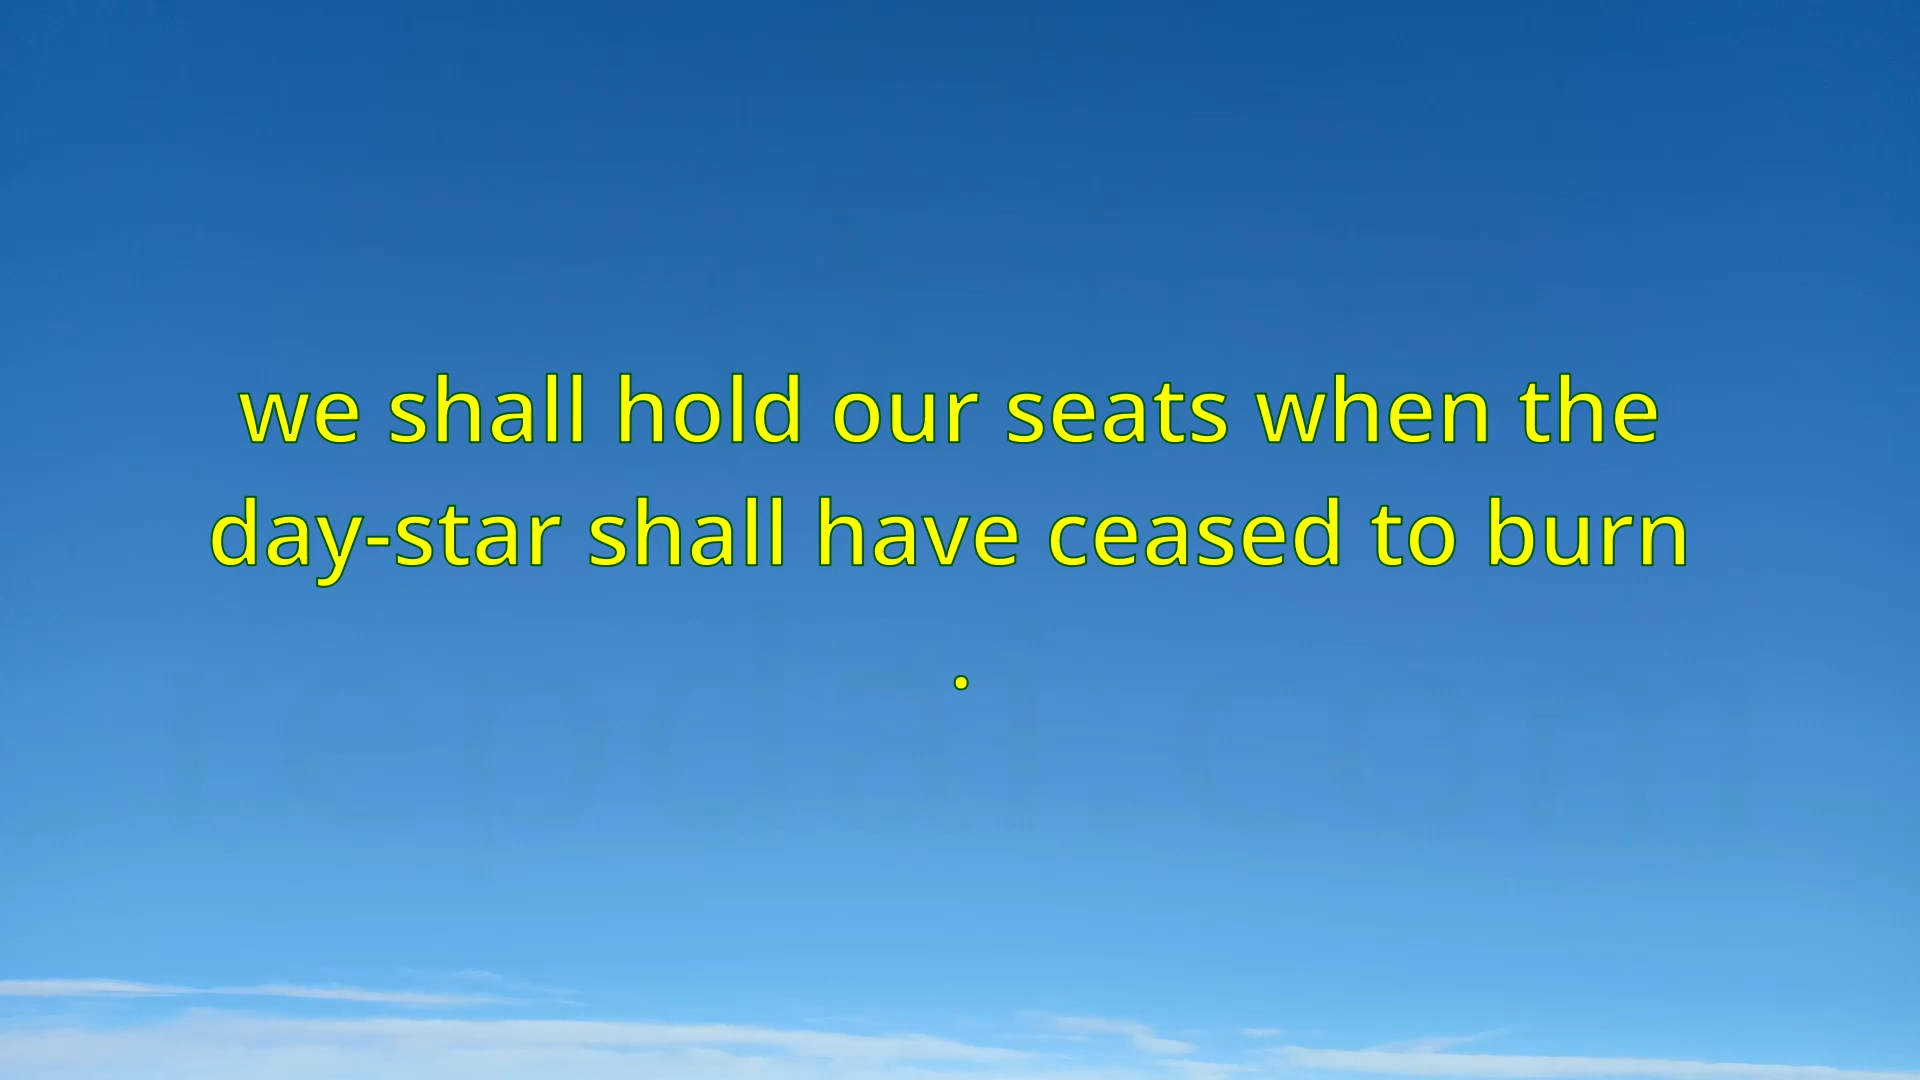 we shall hold our seats when the
day-star shall have ceased to burn
.